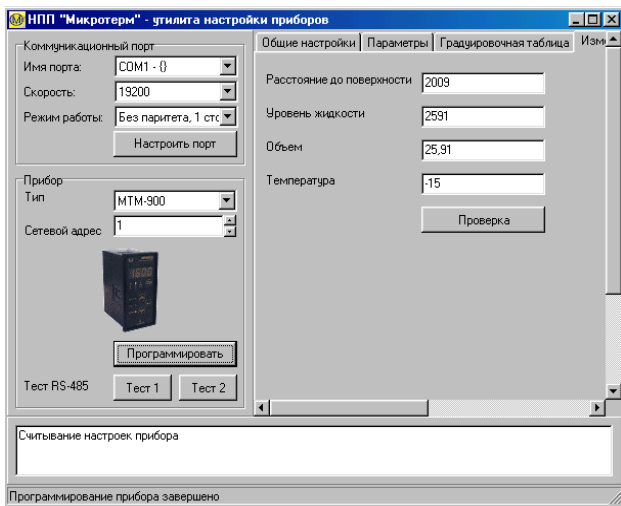 НПП "Микротерм" - утилита настройки приборов
Коммуникационный порт
Имя порта: COM1 - {}
Скорость: 19200
Режим работы: Без паритета, 1 стс
Настроить порт
Прибор
Тип МТМ-900
Сетевой адрес 1
1600
Программировать
Тест RS-485 Тест 1 Тест 2
Общие настройки Параметры Градуировочная таблица Изм
Расстояние до поверхности 2009
Уровень жидкости 2591
Объем 25,91
Температура -15
Проверка
Считывание настроек прибора
Программирование прибора завершено